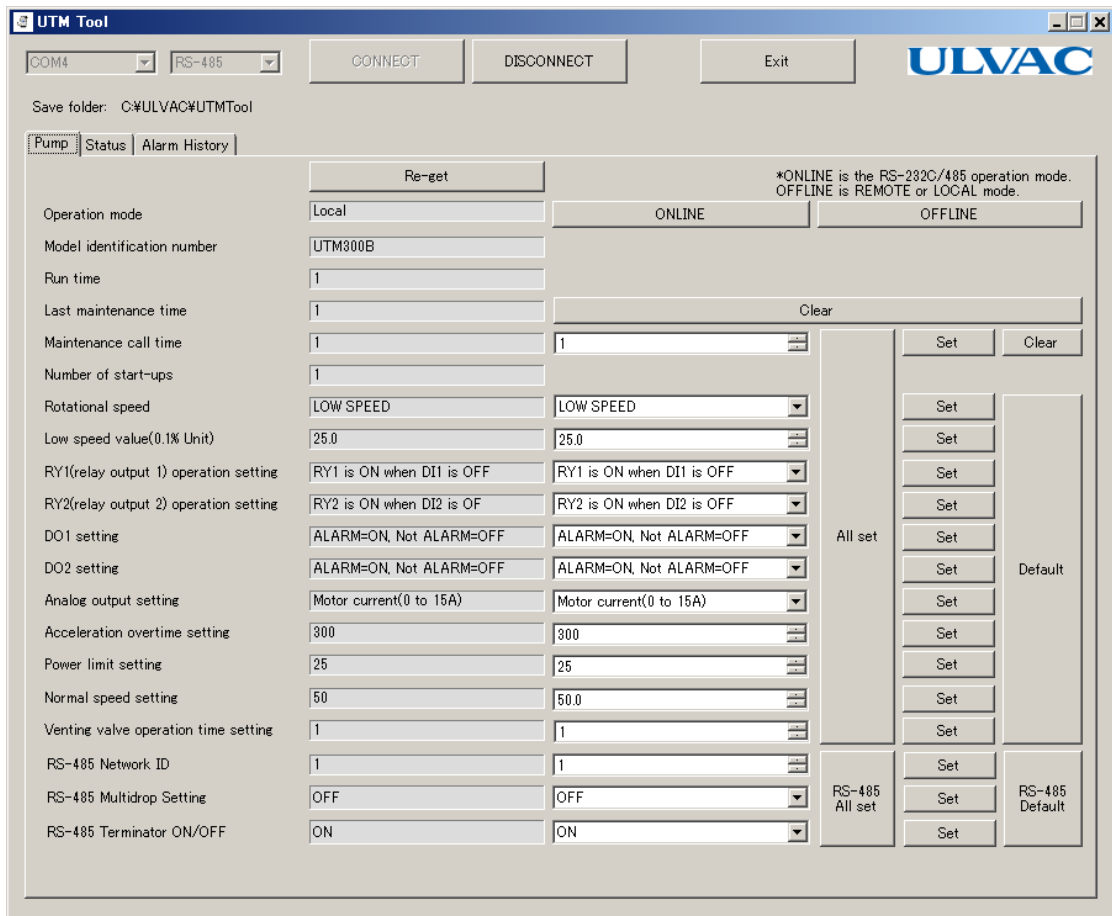 UTM Tool
COM4 RS-485 CONNECT DISCONNECT Exit ULVAC
Save folder: C:¥ULVAC¥UTMTool
Pump Status Alarm History
Re-get *ONLINE is the RS-232C/485 operation mode.
OFFLINE is REMOTE or LOCAL mode.
Operation mode Local ONLINE OFFLINE
Model identification number UTM300B
Run time 1
Last maintenance time 1 Clear
Maintenance call time 1 1 Set Clear
Number of start-ups 1
Rotational speed LOW SPEED LOW SPEED Set
Low speed value(0.1% Unit) 25.0 25.0 Set
RY1(relay output 1) operation setting RY1 is ON when DI1 is OFF RY1 is ON when DI1 is OFF Set
RY2(relay output 2) operation setting RY2 is ON when DI2 is OF RY2 is ON when DI2 is OFF Set
DO1 setting ALARM=ON, Not ALARM=OFF ALARM=ON, Not ALARM=OFF All set Set
DO2 setting ALARM=ON, Not ALARM=OFF ALARM=ON, Not ALARM=OFF Set Default
Analog output setting Motor current(0 to 15A) Motor current(0 to 15A) Set
Acceleration overtime setting 300 300 Set
Power limit setting 25 25 Set
Normal speed setting 50 50.0 Set
Venting valve operation time setting 1 1 Set
RS-485 Network ID 1 1 Set
RS-485 Multidrop Setting OFF OFF RS-485 All set Set RS-485 Default
RS-485 Terminator ON/OFF ON ON Set